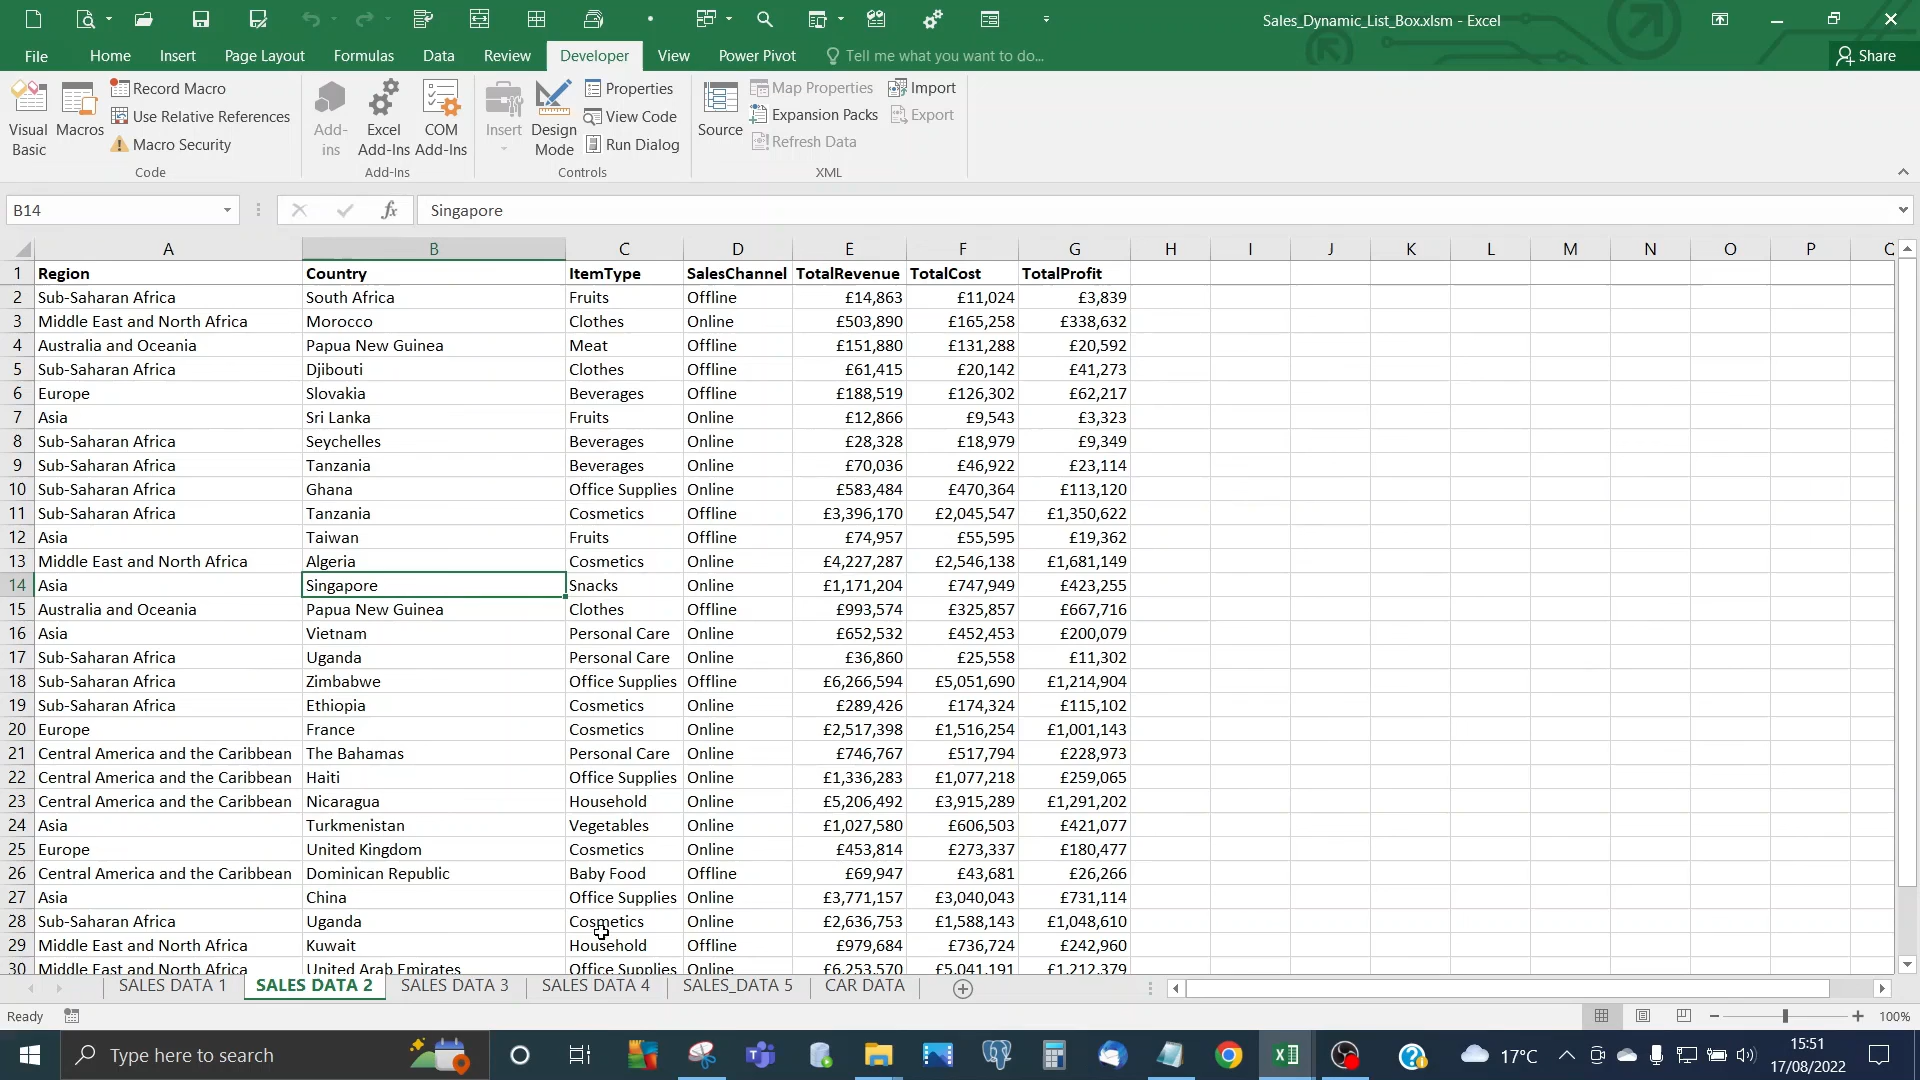 Sales_Dynamic_List_Box.xlsm - Excel
File Home Insert Page Layout Formulas Data Review Developer View Power Pivot Tell me what you want to do... Share
Visual Basic
Macros
Record Macro
Use Relative References
Macro Security
Code
Add-ins
Excel Add-Ins
COM Add-Ins
Add-Ins
Insert
Design Mode
Properties
View Code
Run Dialog
Controls
Source
Map Properties
Expansion Packs
Refresh Data
Import
Export
XML
B14 fx Singapore
A B C D E F G H I J K L M N O P
1 Region Country ItemType SalesChannel TotalRevenue TotalCost TotalProfit
2 Sub-Saharan Africa South Africa Fruits Offline £14,863 £11,024 £3,839
3 Middle East and North Africa Morocco Clothes Online £503,890 £165,258 £338,632
4 Australia and Oceania Papua New Guinea Meat Offline £151,880 £131,288 £20,592
5 Sub-Saharan Africa Djibouti Clothes Offline £61,415 £20,142 £41,273
6 Europe Slovakia Beverages Offline £188,519 £126,302 £62,217
7 Asia Sri Lanka Fruits Online £12,866 £9,543 £3,323
8 Sub-Saharan Africa Seychelles Beverages Online £28,328 £18,979 £9,349
9 Sub-Saharan Africa Tanzania Beverages Online £70,036 £46,922 £23,114
10 Sub-Saharan Africa Ghana Office Supplies Online £583,484 £470,364 £113,120
11 Sub-Saharan Africa Tanzania Cosmetics Offline £3,396,170 £2,045,547 £1,350,622
12 Asia Taiwan Fruits Offline £74,957 £55,595 £19,362
13 Middle East and North Africa Algeria Cosmetics Online £4,227,287 £2,546,138 £1,681,149
14 Asia Singapore Snacks Online £1,171,204 £747,949 £423,255
15 Australia and Oceania Papua New Guinea Clothes Offline £993,574 £325,857 £667,716
16 Asia Vietnam Personal Care Online £652,532 £452,453 £200,079
17 Sub-Saharan Africa Uganda Personal Care Online £36,860 £25,558 £11,302
18 Sub-Saharan Africa Zimbabwe Office Supplies Offline £6,266,594 £5,051,690 £1,214,904
19 Sub-Saharan Africa Ethiopia Cosmetics Online £289,426 £174,324 £115,102
20 Europe France Cosmetics Online £2,517,398 £1,516,254 £1,001,143
21 Central America and the Caribbean The Bahamas Personal Care Online £746,767 £517,794 £228,973
22 Central America and the Caribbean Haiti Office Supplies Online £1,336,283 £1,077,218 £259,065
23 Central America and the Caribbean Nicaragua Household Online £5,206,492 £3,915,289 £1,291,202
24 Asia Turkmenistan Vegetables Online £1,027,580 £606,503 £421,077
25 Europe United Kingdom Cosmetics Online £453,814 £273,337 £180,477
26 Central America and the Caribbean Dominican Republic Baby Food Offline £69,947 £43,681 £26,266
27 Asia China Office Supplies Online £3,771,157 £3,040,043 £731,114
28 Sub-Saharan Africa Uganda Cosmetics Online £2,636,753 £1,588,143 £1,048,610
29 Middle East and North Africa Kuwait Household Offline £979,684 £736,724 £242,960
30 Middle East and North Africa United Arab Emirates Office Supplies Online £6,253,570 £5,041,191 £1,212,379
SALES DATA 1 SALES DATA 2 SALES DATA 3 SALES DATA 4 SALES_DATA 5 CAR DATA
Ready 100%
Type here to search 17°C 15:51
17/08/2022